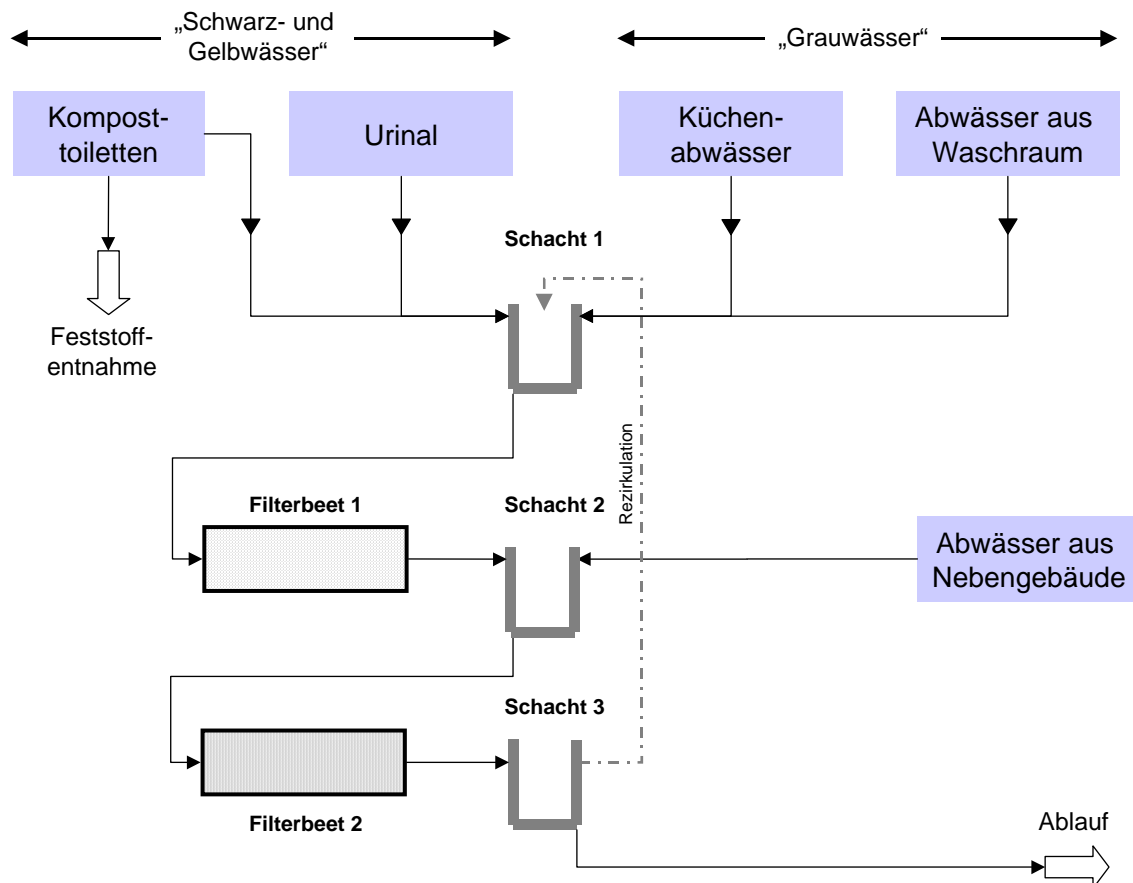 „Schwarz- und
Gelbwässer“
„Grauwässer“
Kompost-
toiletten
Urinal
Küchen-
abwässer
Abwässer aus
Waschraum
Schacht 1
Feststoff-
entnahme
Rezirkulation
Filterbeet 1
Schacht 2
Abwässer aus
Nebengebäude
Schacht 3
Filterbeet 2
Ablauf